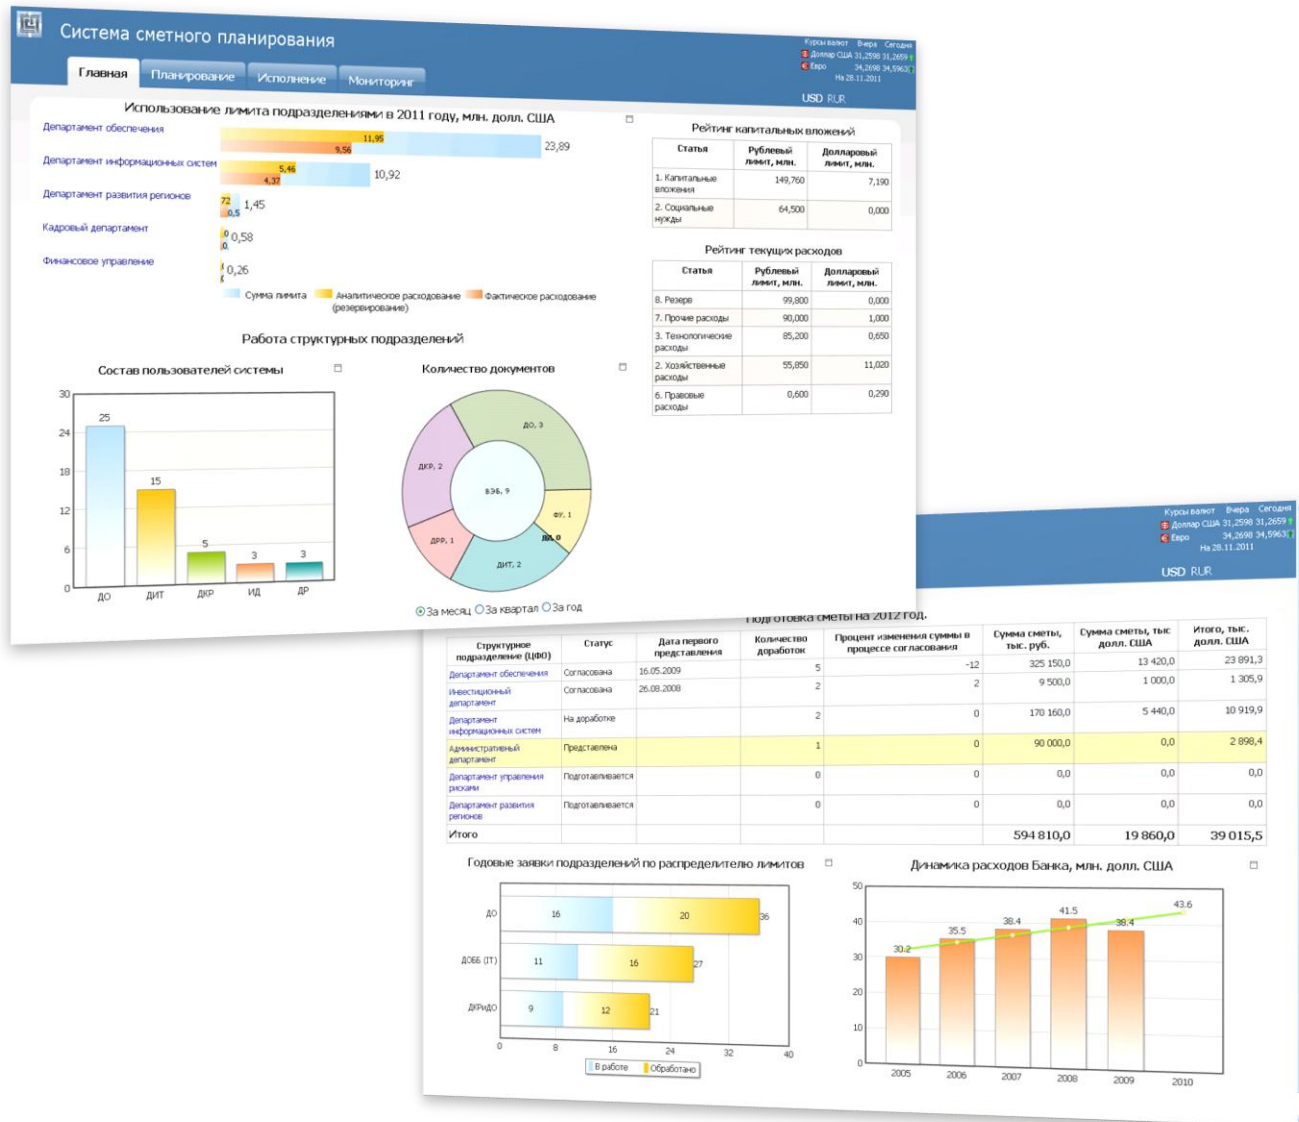 Система сметного планирования
Курсы валют Вчера Сегодня
Доллар США 31,2598 31,2659
Евро 34,2698 34,5963
На 28.11.2011
USD RUR
Главная Планирование Исполнение Мониторинг
Использование лимита подразделениями в 2011 году, млн. долл. США
Департамент обеспечения
11,95
9,56
23,89
Департамент информационных систем
5,46
4,37
10,92
Департамент развития регионов
72
0,5
1,45
Кадровый департамент
0
0,58
0
Финансовое управление
0,26
Сумма лимита Аналитическое расходование Фактическое расходование
(резервирование)
Рейтинг капитальных вложений
Статья Рублевый Долларовый
лимит, млн. лимит, млн.
1. Капитальные 149,760 7,190
вложения
2. Социальные 64,500 0,000
нужды
Рейтинг текущих расходов
Статья Рублевый Долларовый
лимит, млн. лимит, млн.
8. Резерв 99,800 0,000
7. Прочие расходы 90,000 1,000
3. Технологические 85,200 0,650
расходы
2. Хозяйственные 55,850 11,020
расходы
6. Правовые 0,600 0,290
расходы
Работа структурных подразделений
Состав пользователей системы
30
24
18
12
6
0
25
15
5
3
3
ДО ДИТ ДКР ИД ДР
Количество документов
ДО, 3
ДКР, 2
ВЭБ, 9
ФУ, 1
ДРР, 1
ДИТ, 2
За месяц За квартал За год
Курсы валют Вчера Сегодня
Доллар США 31,2598 31,2659
Евро 34,2698 34,5963
На 28.11.2011
USD RUR
Подготовка сметы на 2012 год.
Структурное Статус Дата первого Количество Процент изменения суммы в Сумма сметы, Сумма сметы, тыс Итого, тыс.
подразделение (ЦФО) представления доработок процессе согласования тыс. руб. долл. США долл. США
Департамент обеспечения Согласована 16.05.2009 5 -12 325 150,0 13 420,0 23 891,3
Инвестиционный Согласована 26.08.2008 2 2 9 500,0 1 000,0 1 305,9
департамент
Департамент На доработке 2 0 170 160,0 5 440,0 10 919,9
информационных систем
Административный Представлена 1 0 90 000,0 0,0 2 898,4
департамент
Департамент управления Подготавливается 0 0 0,0 0,0 0,0
рисками
Департамент развития Подготавливается 0 0 0,0 0,0 0,0
регионов
Итого 594 810,0 19 860,0 39 015,5
Годовые заявки подразделений по распределителю лимитов
ДО 16 20 36
ДОББ (IT) 11 16 27
ДКРиДО 9 12 21
0 8 16 24 32 40
В работе Обработано
Динамика расходов Банка, млн. долл. США
50
40
30
20
10
0
30.2
35.5
38.4
41.5
38.4
43.6
2005 2006 2007 2008 2009 2010